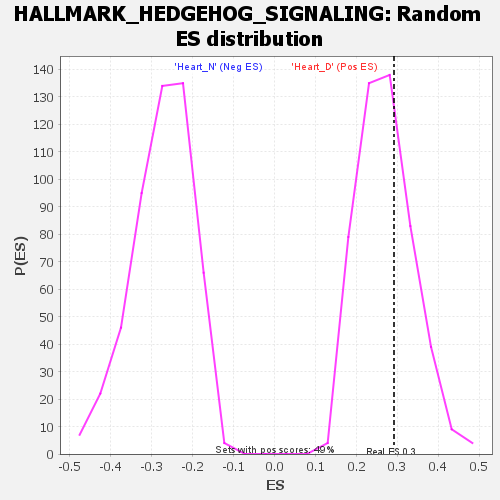 HALLMARK_HEDGEHOG_SIGNALING: Random
ES distribution
'Heart_N' (Neg ES)
'Heart_D' (Pos ES)
140
130
120
110
100
90
80
70
60
50
40
30
20
10
0
P(ES)
Sets with pos scores: 49%
Real ES 0.3
-0.5 -0.4 -0.3 -0.2 -0.1 0.0 0.1 0.2 0.3 0.4 0.5
ES